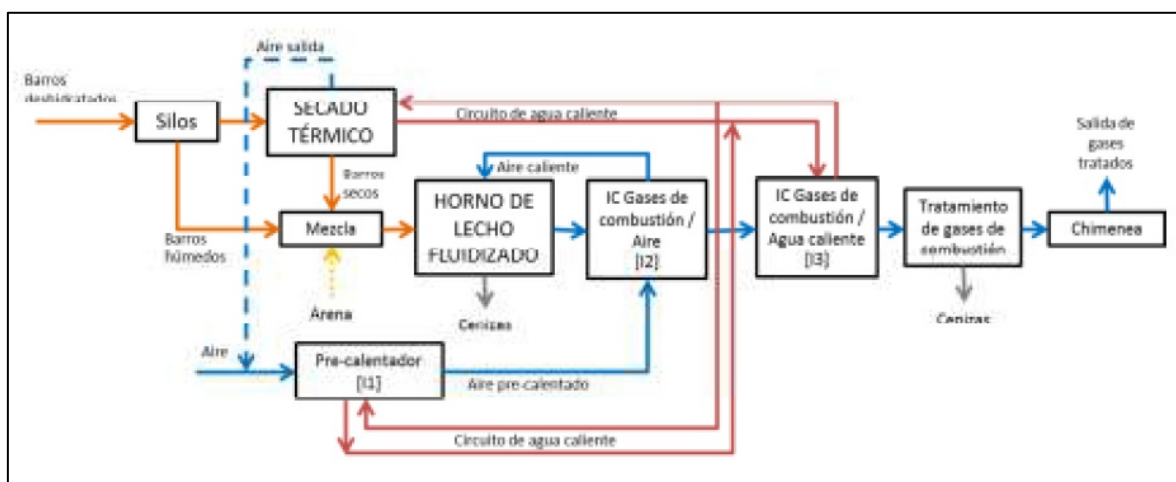 Aire salida
Barros
deshidratados
Silos
SECADO
TÉRMICO
Circuito de agua caliente
Salida de
gases
tratados
Barros
secos
Aire caliente
Mezcla
HORNO DE
LECHO
FLUIDIZADO
IC Gases de
combustión /
Aire
[I2]
IC Gases de
combustión /
Agua caliente
[I3]
Tratamiento
de gases de
combustión
Chimenea
Barros
húmedos
Arena
Cenizas
Cenizas
Aire
Pre-calentador
[I1]
Aire pre-calentado
Circuito de agua caliente